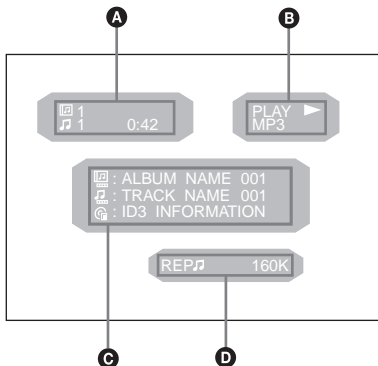 A
B
1
1 0:42
PLAY
MP3
: ALBUM NAME 001
: TRACK NAME 001
: ID3 INFORMATION
REP 160K
C
D